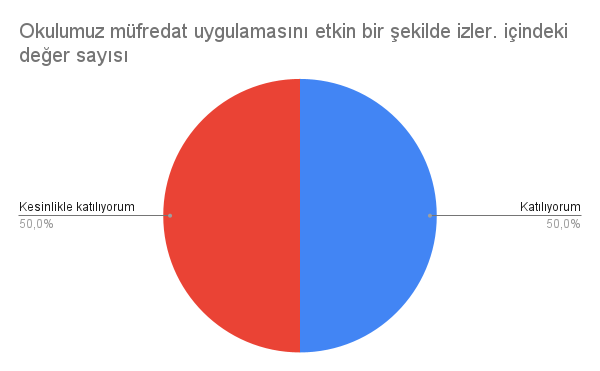 Okulumuz müfredat uygulamasını etkin bir şekilde izler. içindeki
değer sayısı
Kesinlikle katılıyorum
50,0%
Katılıyorum
50,0%